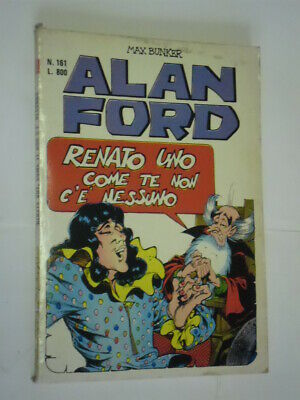 MAX BUNKER
N. 161
L. 800
ALAN
FORD
RENATO UNO
COME TE NON
C'È NESSUNO